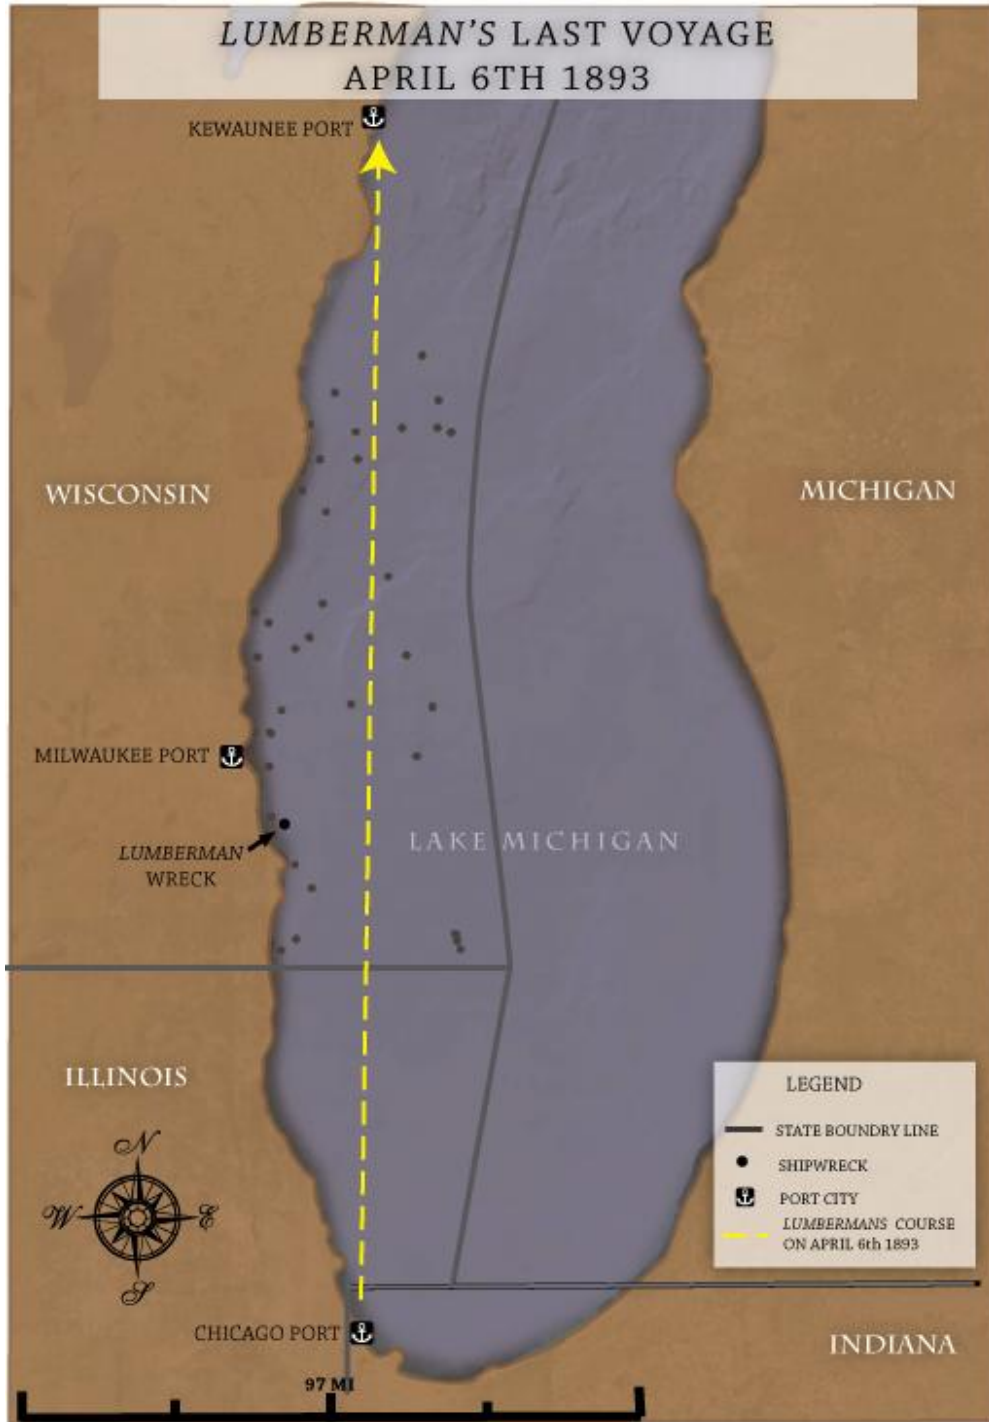 LUMBERMAN'S LAST VOYAGE
APRIL 6TH 1893
KEWAUNEE PORT
WISCONSIN
MICHIGAN
MILWAUKEE PORT
LAKE MICHIGAN
LUMBERMAN
WRECK
ILLINOIS
LEGEND
STATE BOUNDRY LINE
SHIPWRECK
PORT CITY
LUMBERMANS COURSE
ON APRIL 6th 1893
N
W
E
S
CHICAGO PORT
INDIANA
97 MI